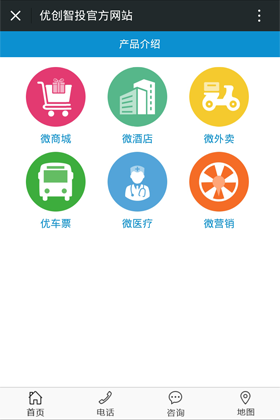 优创智投官方网站
产品介绍
微商城 微酒店 微外卖
优车票 微医疗 微营销
首页 电话 咨询 地图